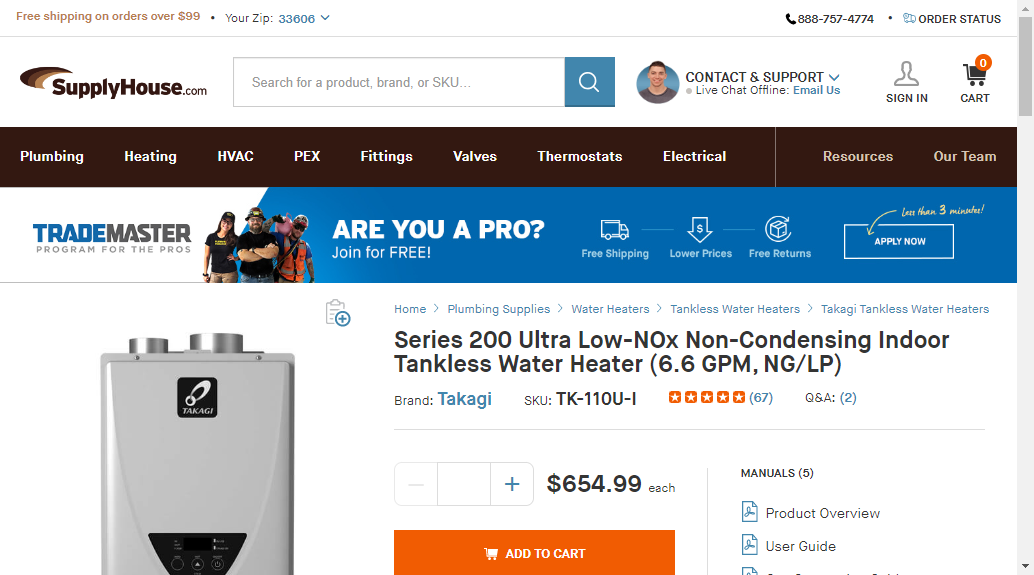 Free shipping on orders over $99 • Your Zip: 33606
888-757-4774 • ORDER STATUS
SupplyHouse.com
Search for a product, brand, or SKU...
CONTACT & SUPPORT
Live Chat Offline: Email Us
SIGN IN
0
CART
Plumbing Heating HVAC PEX Fittings Valves Thermostats Electrical Resources Our Team
TRADEMASTER
PROGRAM FOR THE PROS
ARE YOU A PRO?
Join for FREE!
Free Shipping
$
Lower Prices
Free Returns
less than 3 minutes!
APPLY NOW
Home > Plumbing Supplies > Water Heaters > Tankless Water Heaters > Takagi Tankless Water Heaters
Series 200 Ultra Low-NOx Non-Condensing Indoor
Tankless Water Heater (6.6 GPM, NG/LP)
Brand: Takagi SKU: TK-110U-I (67) Q&A: (2)
TAKAGI
$654.99 each
ADD TO CART
MANUALS (5)
Product Overview
User Guide